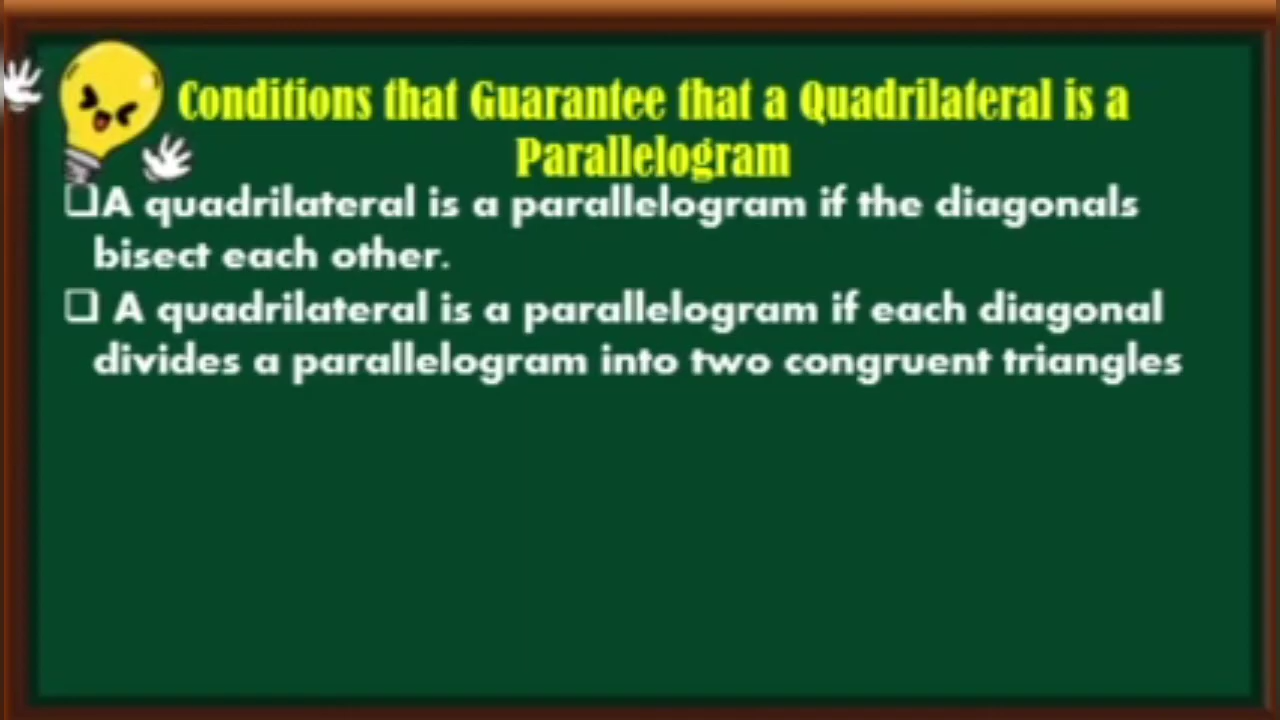 Conditions that Guarantee that a Quadrilateral is a
Parallelogram
❑A quadrilateral is a parallelogram if the diagonals
bisect each other.
❑ A quadrilateral is a parallelogram if each diagonal
divides a parallelogram into two congruent triangles